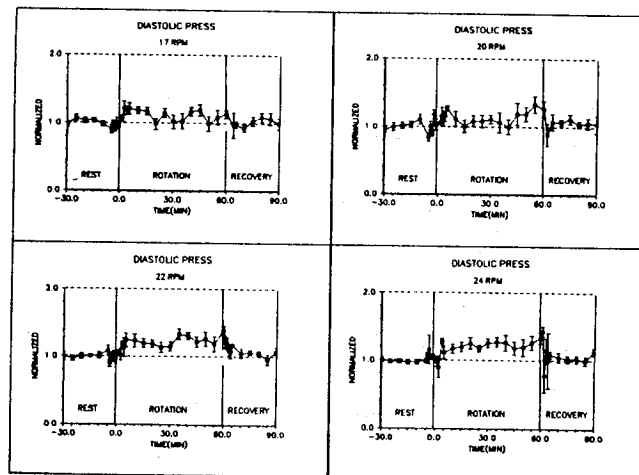 DIASTOLIC PRESS
17 RPM
2.0
NORMALIZED
1.0
0.0
REST
ROTATION
RECOVERY
-30.0 0.0 30.0 60.0 90.0
TIME(MIN)
DIASTOLIC PRESS
20 RPM
2.0
NORMALIZED
1.0
0.0
REST
ROTATION
RECOVERY
-30.0 0.0 30.0 60.0 90.0
TIME(MIN)
DIASTOLIC PRESS
22 RPM
2.0
NORMALIZED
1.0
0.0
REST
ROTATION
RECOVERY
-30.0 0.0 30.0 60.0 90.0
TIME(MIN)
DIASTOLIC PRESS
24 RPM
2.0
NORMALIZED
1.0
0.0
REST
ROTATION
RECOVERY
-30.0 0.0 30.0 60.0 90.0
TIME(MIN)